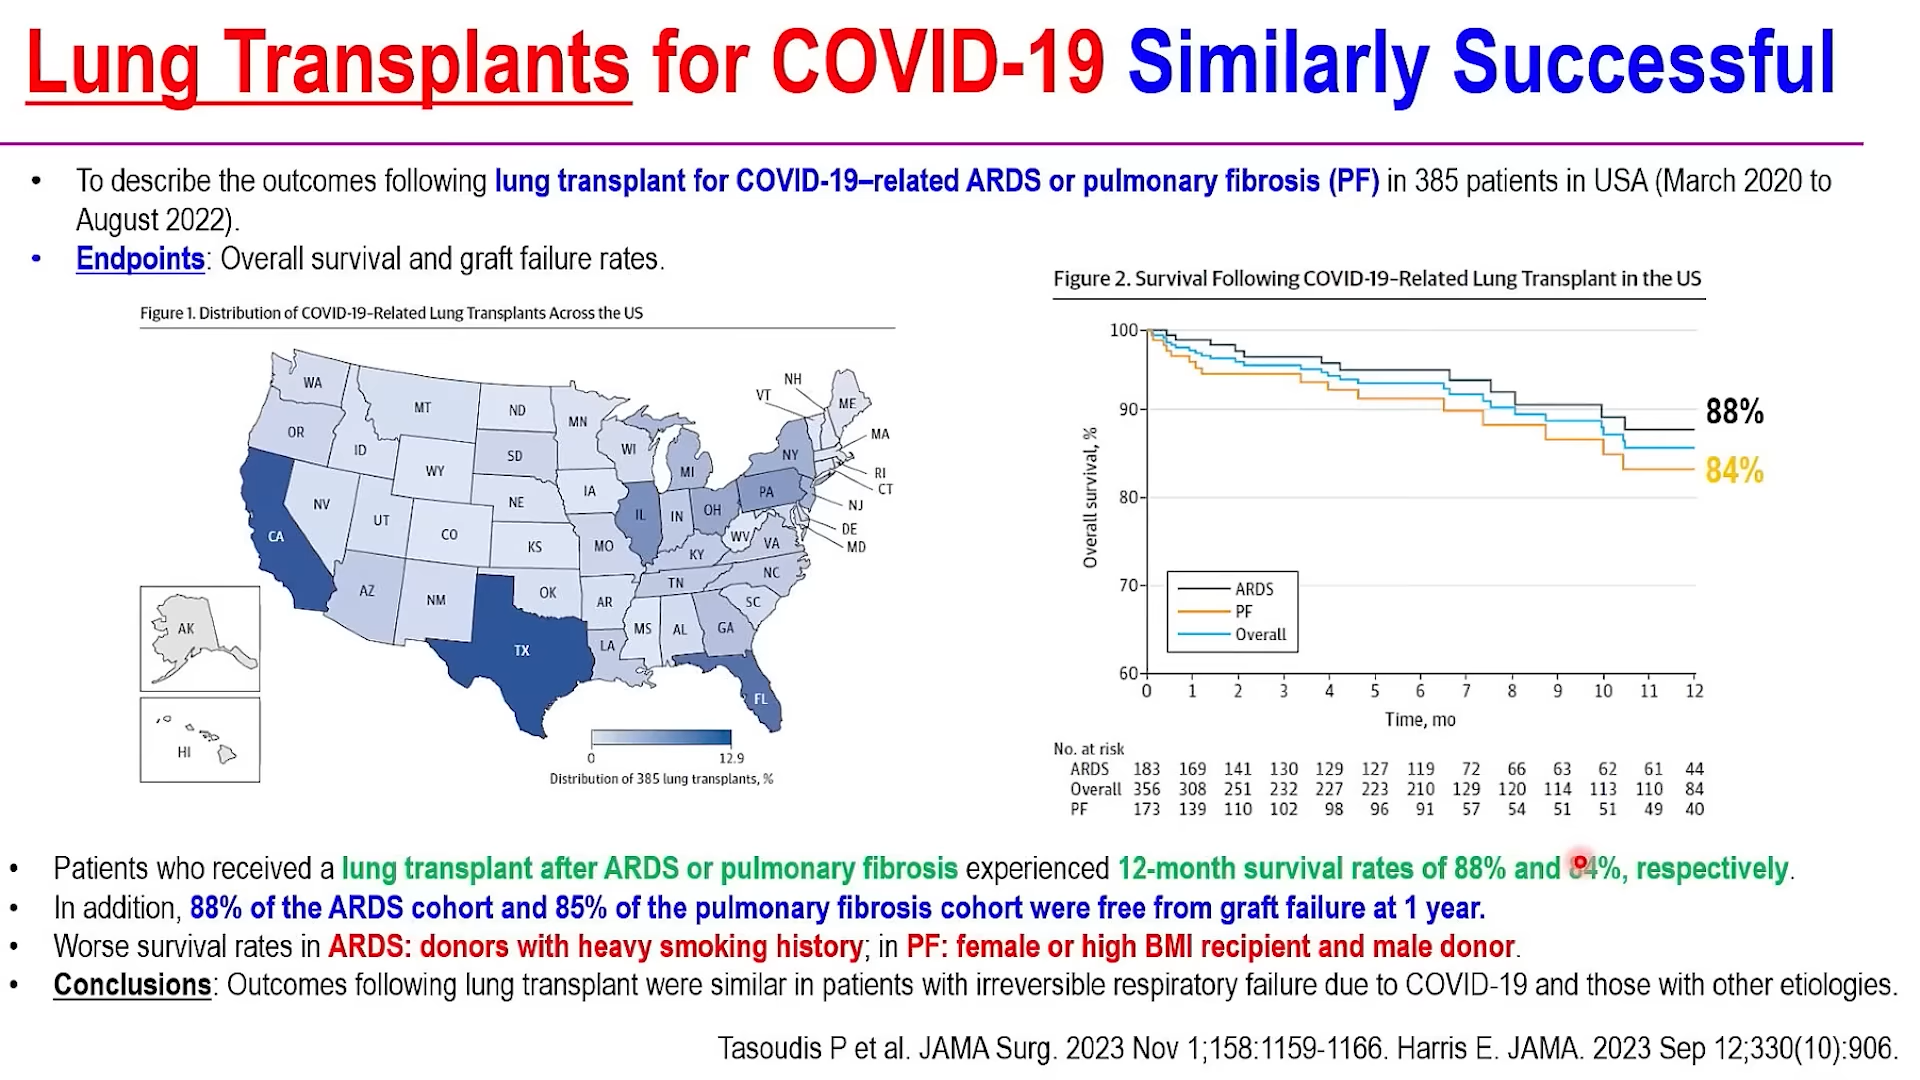 Lung Transplants for COVID-19 Similarly Successful
• To describe the outcomes following lung transplant for COVID-19–related ARDS or pulmonary fibrosis (PF) in 385 patients in USA (March 2020 to
August 2022).
• Endpoints: Overall survival and graft failure rates.
Figure 1. Distribution of COVID-19–Related Lung Transplants Across the US
WA
MT
ND
MN
OR
ID
WY
SD
WI
MI
NY
VT
NH
ME
MA
RI
CT
NJ
DE
MD
NV
UT
CO
NE
IA
IL
IN
OH
PA
CA
KS
MO
KY
WV
VA
AZ
NM
OK
AR
TN
NC
SC
TX
LA
MS
AL
GA
FL
AK
HI
0 12.9
Distribution of 385 lung transplants, %
Figure 2. Survival Following COVID-19–Related Lung Transplant in the US
100
90
80
70
60
Overall survival, %
88%
84%
ARDS
PF
Overall
0 1 2 3 4 5 6 7 8 9 10 11 12
Time, mo
No. at risk
ARDS 183 169 141 130 129 127 119 72 66 63 62 61 44
Overall 356 308 251 232 227 223 210 129 120 114 113 110 84
PF 173 139 110 102 98 96 91 57 54 51 51 49 40
• Patients who received a lung transplant after ARDS or pulmonary fibrosis experienced 12-month survival rates of 88% and 84%, respectively.
• In addition, 88% of the ARDS cohort and 85% of the pulmonary fibrosis cohort were free from graft failure at 1 year.
• Worse survival rates in ARDS: donors with heavy smoking history; in PF: female or high BMI recipient and male donor.
• Conclusions: Outcomes following lung transplant were similar in patients with irreversible respiratory failure due to COVID-19 and those with other etiologies.
Tasoudis P et al. JAMA Surg. 2023 Nov 1;158:1159-1166. Harris E. JAMA. 2023 Sep 12;330(10):906.